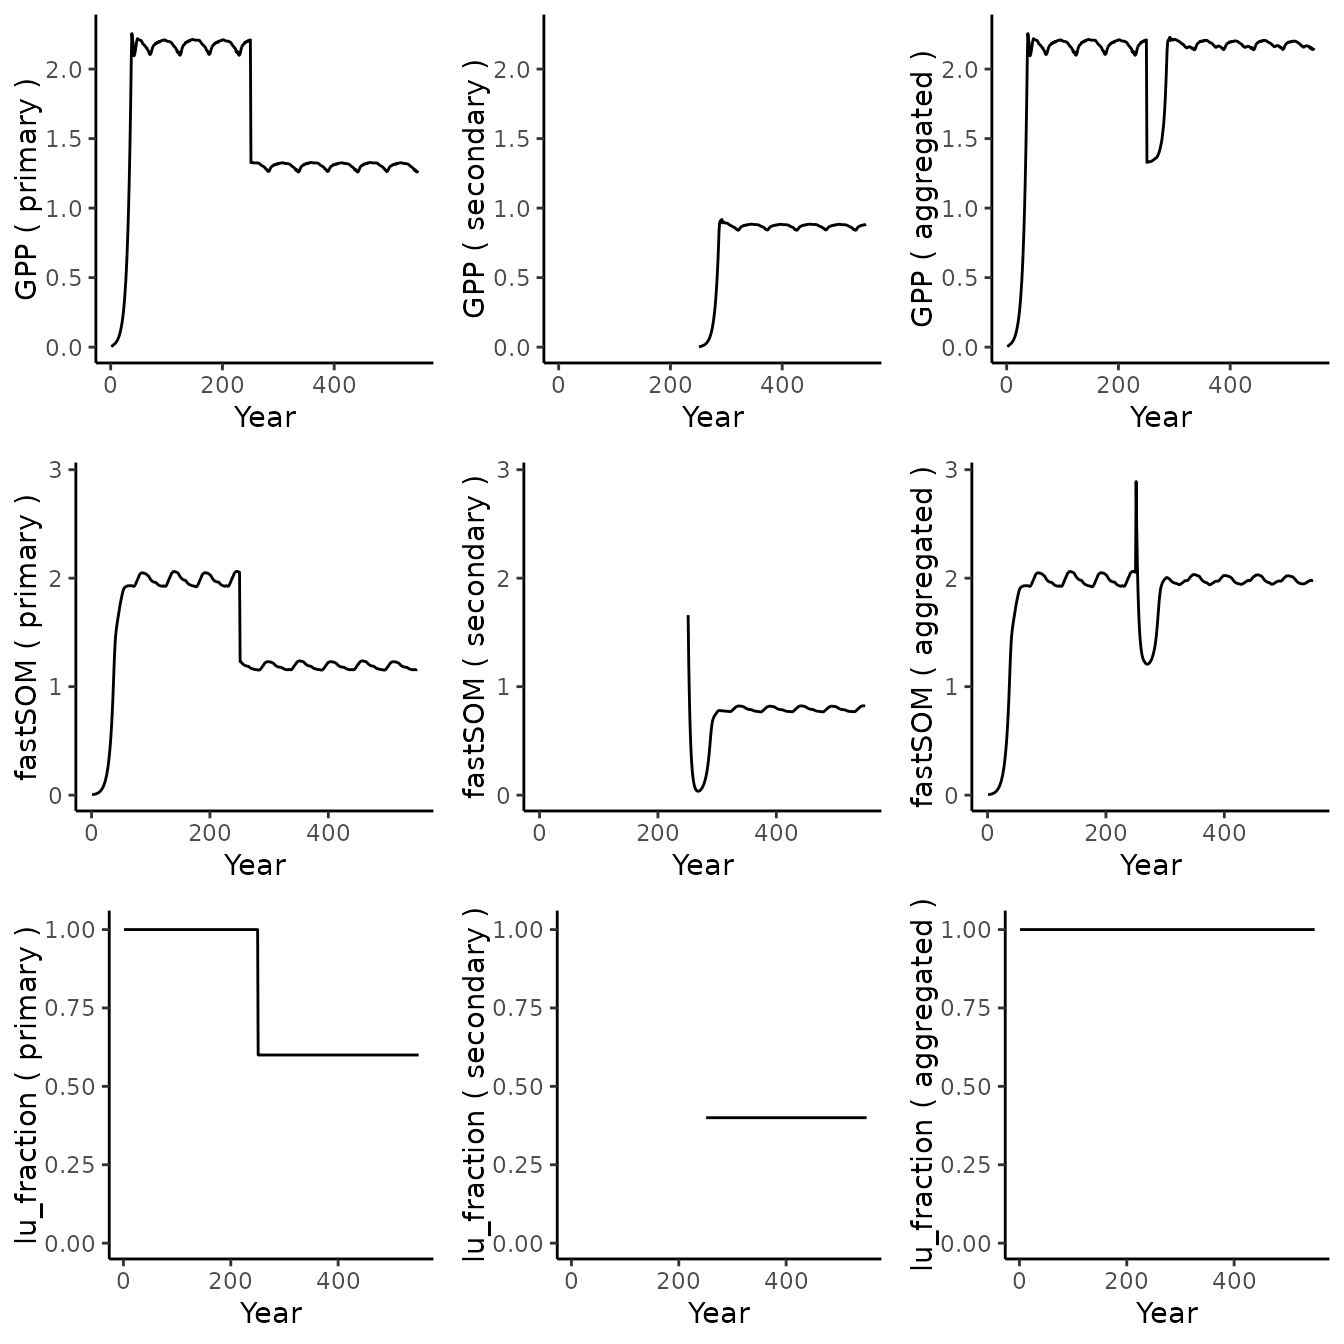 GPP ( primary )
2.0
1.5
1.0
0.5
0.0
0 200 400
Year
GPP ( secondary )
2.0
1.5
1.0
0.5
0.0
0 200 400
Year
GPP ( aggregated )
2.0
1.5
1.0
0.5
0.0
0 200 400
Year
fastSOM ( primary )
3
2
1
0
0 200 400
Year
fastSOM ( secondary )
3
2
1
0
0 200 400
Year
fastSOM ( aggregated )
3
2
1
0
0 200 400
Year
lu_fraction ( primary )
1.00
0.75
0.50
0.25
0.00
0 200 400
Year
lu_fraction ( secondary )
1.00
0.75
0.50
0.25
0.00
0 200 400
Year
lu_fraction ( aggregated )
1.00
0.75
0.50
0.25
0.00
0 200 400
Year